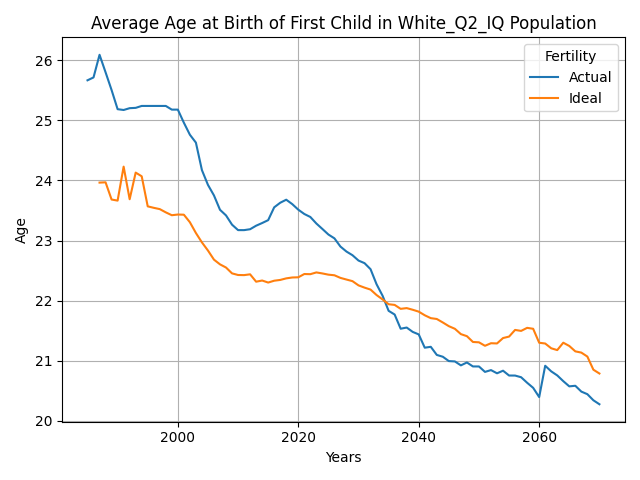 Average Age at Birth of First Child in White_Q2_IQ Population
Fertility
Actual
Ideal
Age
26
25
24
23
22
21
20
2000
2020
2040
2060
Years